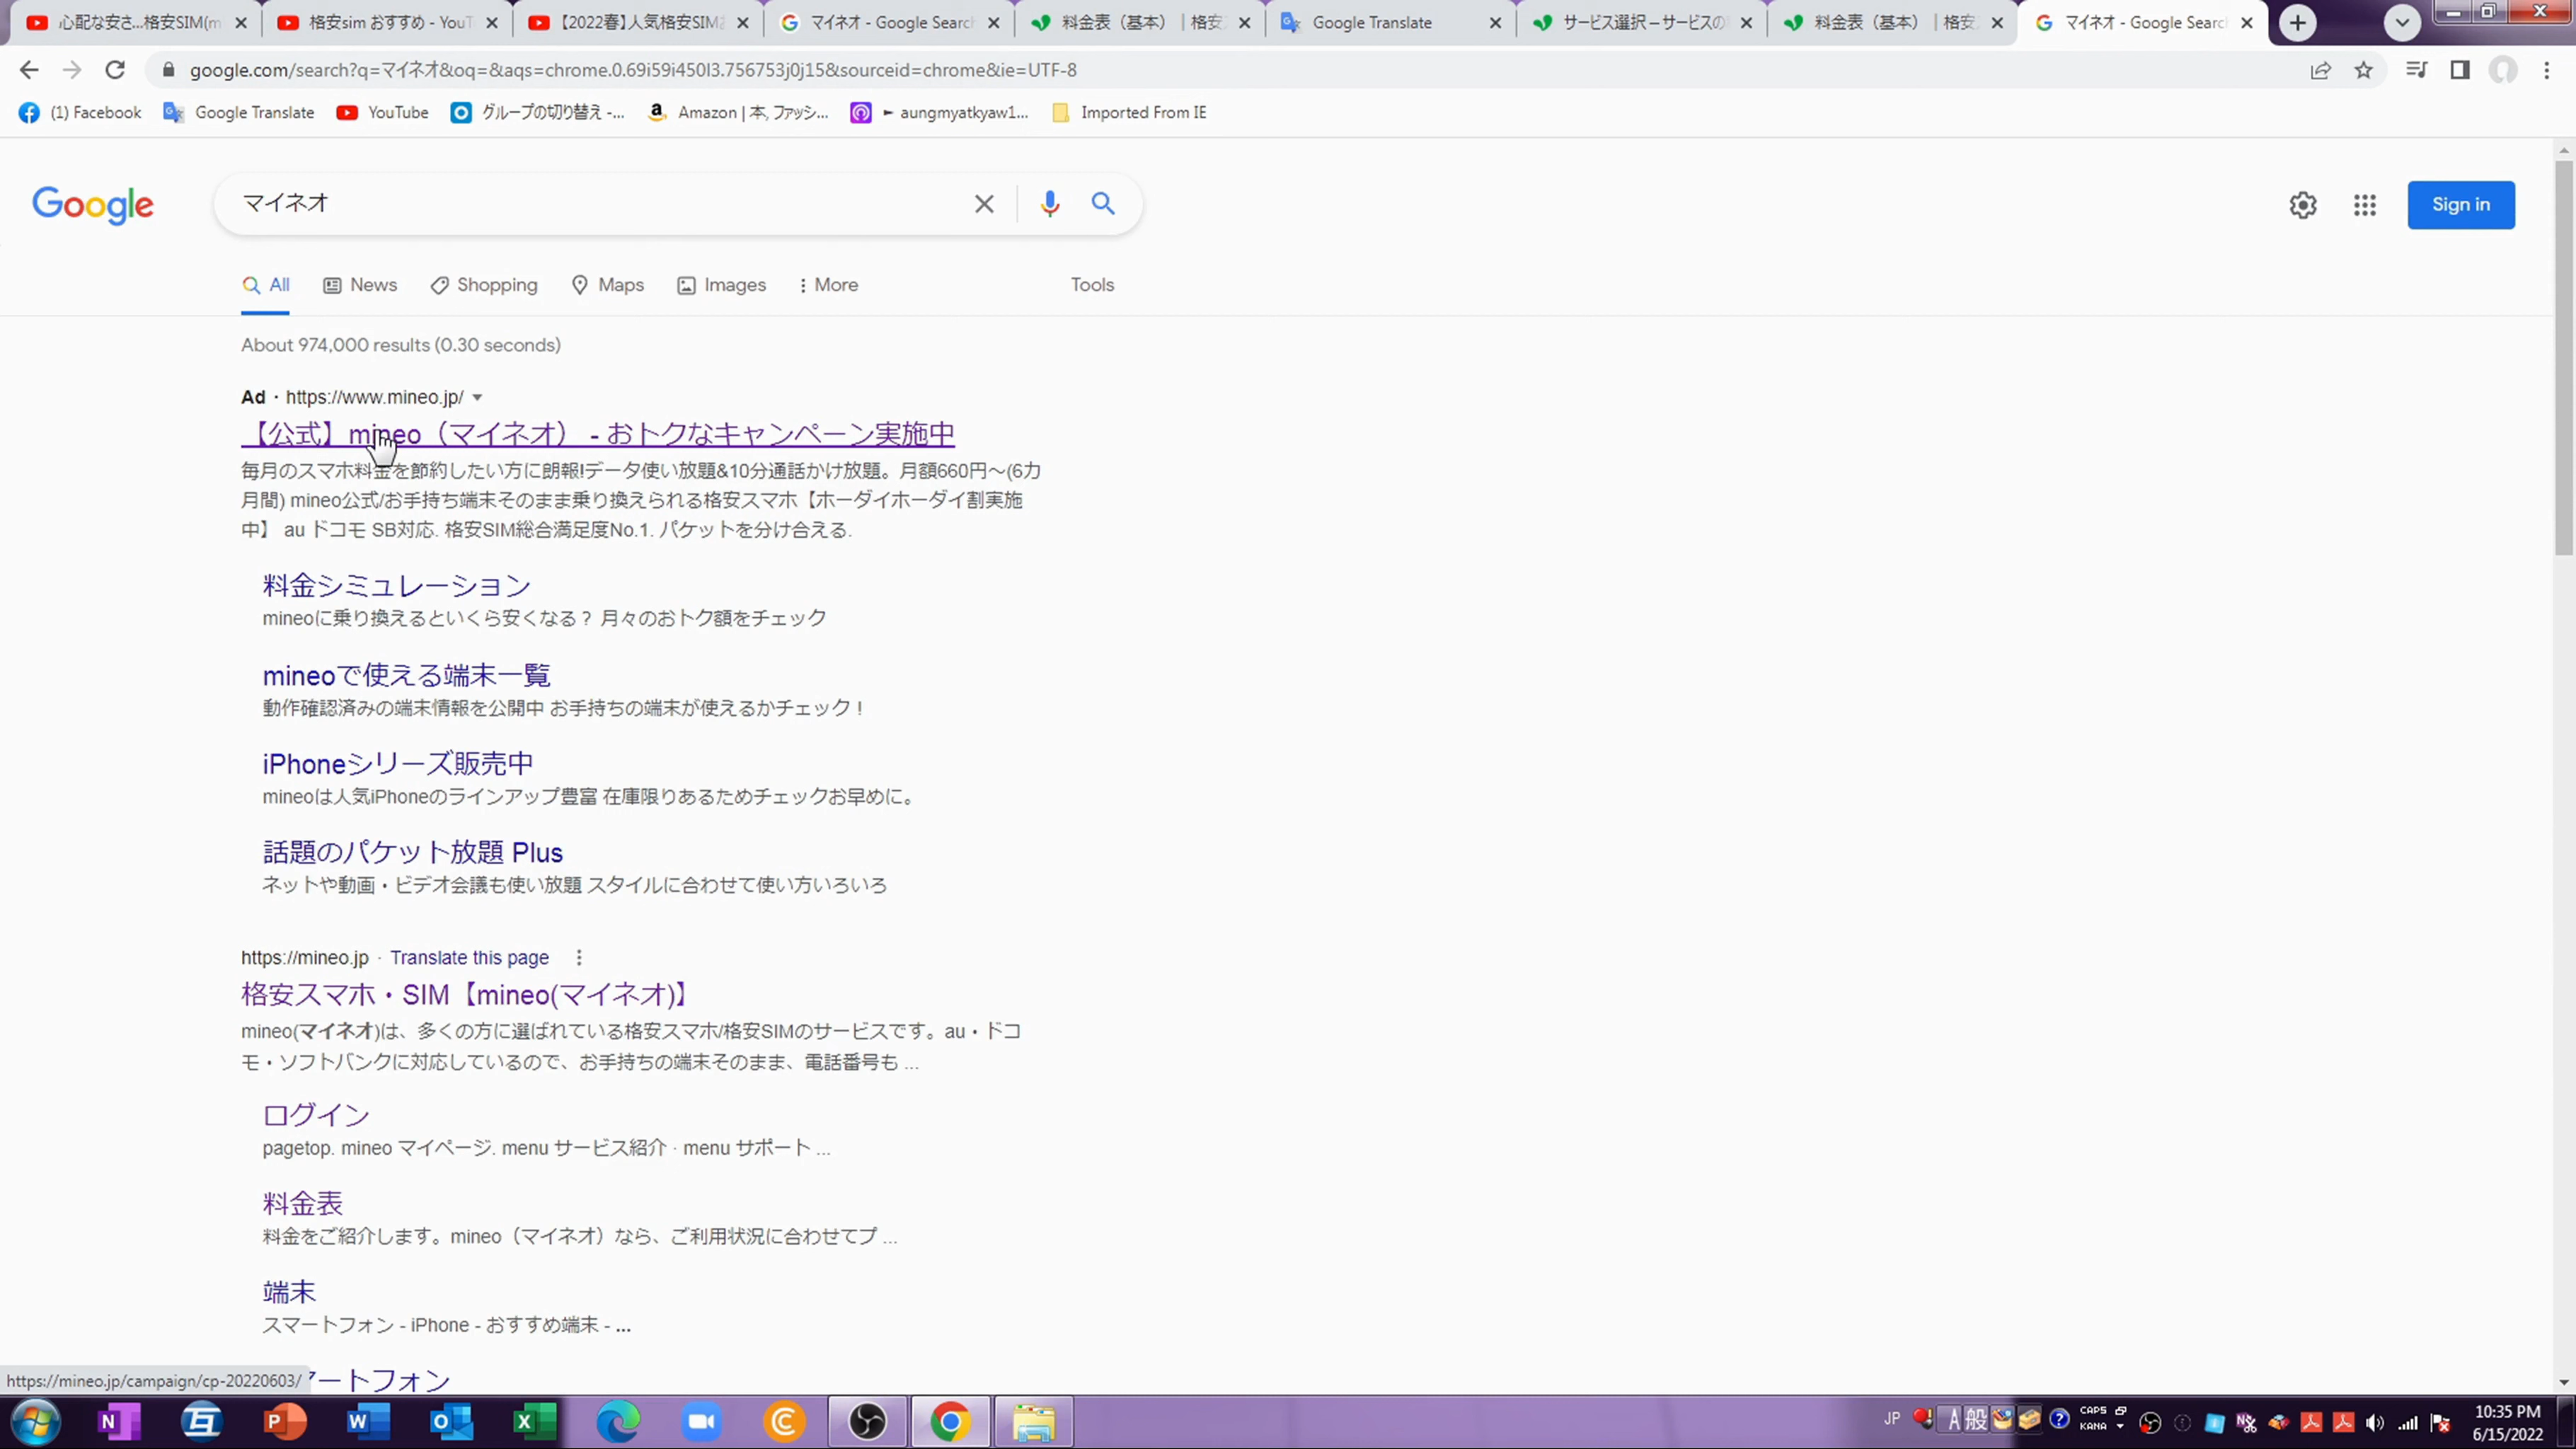 心配な安さ...格安SIM(m
格安sim おすすめ - YouT
【2022春】人気格安SIM
マイネオ - Google Search
料金表（基本）｜格安
Google Translate
サービス選択 – サービスの
料金表（基本）｜格安
マイネオ - Google Search
google.com/search?q=マイネオ&oq=&aqs=chrome.0.69i59i450l3.756753j0j15&sourceid=chrome&ie=UTF-8
(1) Facebook
Google Translate
YouTube
グループの切り替え -...
Amazon | 本, ファッシ...
► aungmyatkyaw1...
Imported From IE
Google
マイネオ
Sign in
All
News
Shopping
Maps
Images
More
Tools
About 974,000 results (0.30 seconds)
Ad · https://www.mineo.jp/
【公式】mineo（マイネオ） - おトクなキャンペーン実施中
毎月のスマホ料金を節約したい方に朗報!データ使い放題&10分通話かけ放題。月額660円～(6カ
月間) mineo公式/お手持ち端末そのまま乗り換えられる格安スマホ【ホーダイホーダイ割実施
中】 au ドコモ SB対応. 格安SIM総合満足度No.1. パケットを分け合える.
料金シミュレーション
mineoに乗り換えるといくら安くなる？ 月々のおトク額をチェック
mineoで使える端末一覧
動作確認済みの端末情報を公開中 お手持ちの端末が使えるかチェック！
iPhoneシリーズ販売中
mineoは人気iPhoneのラインアップ豊富 在庫限りあるためチェックお早めに。
話題のパケット放題 Plus
ネットや動画・ビデオ会議も使い放題 スタイルに合わせて使い方いろいろ
https://mineo.jp · Translate this page
格安スマホ・SIM【mineo(マイネオ)】
mineo(マイネオ)は、多くの方に選ばれている格安スマホ/格安SIMのサービスです。au・ドコ
モ・ソフトバンクに対応しているので、お手持ちの端末そのまま、電話番号も ...
ログイン
pagetop. mineo マイページ. menu サービス紹介 · menu サポート ...
料金表
料金をご紹介します。mineo（マイネオ）なら、ご利用状況に合わせてプ ...
端末
スマートフォン - iPhone - おすすめ端末 - ...
ートフォン
https://mineo.jp/campaign/cp-20220603/
JP
A 般
CAPS
KANA
10:35 PM
6/15/2022